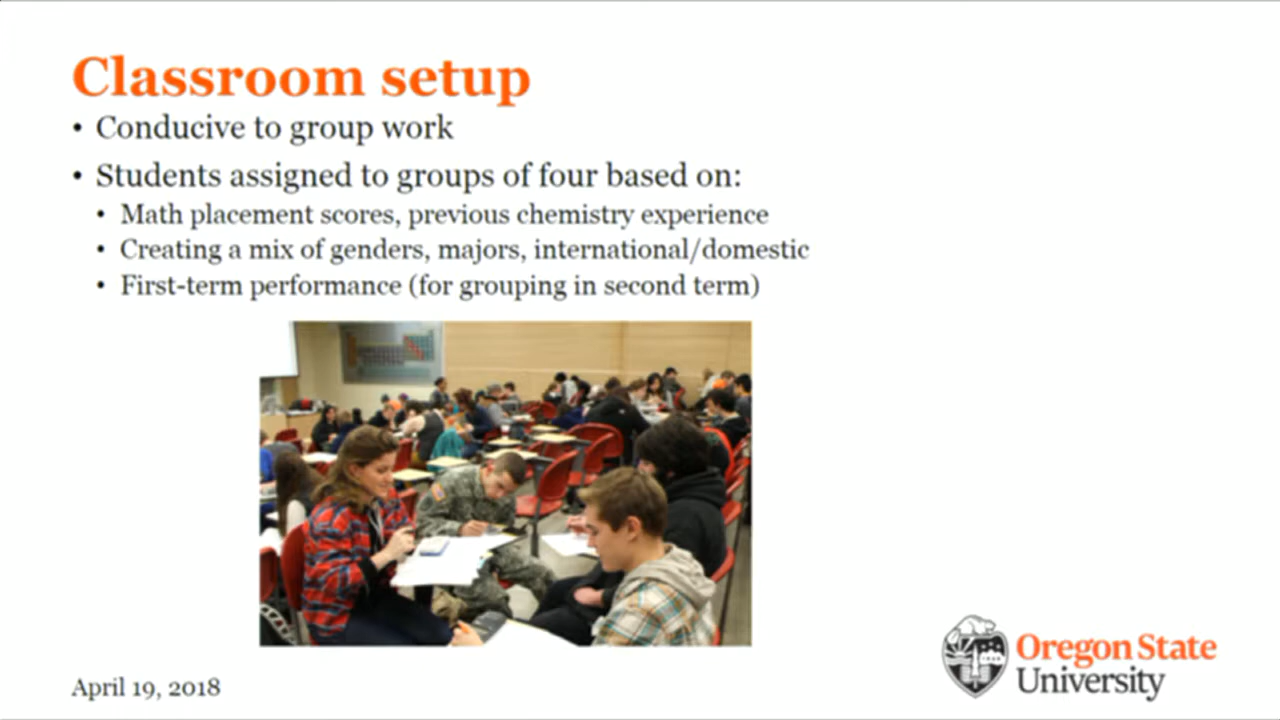 Classroom setup
• Conducive to group work
• Students assigned to groups of four based on:
• Math placement scores, previous chemistry experience
• Creating a mix of genders, majors, international/domestic
• First-term performance (for grouping in second term)
April 19, 2018
Oregon State
University